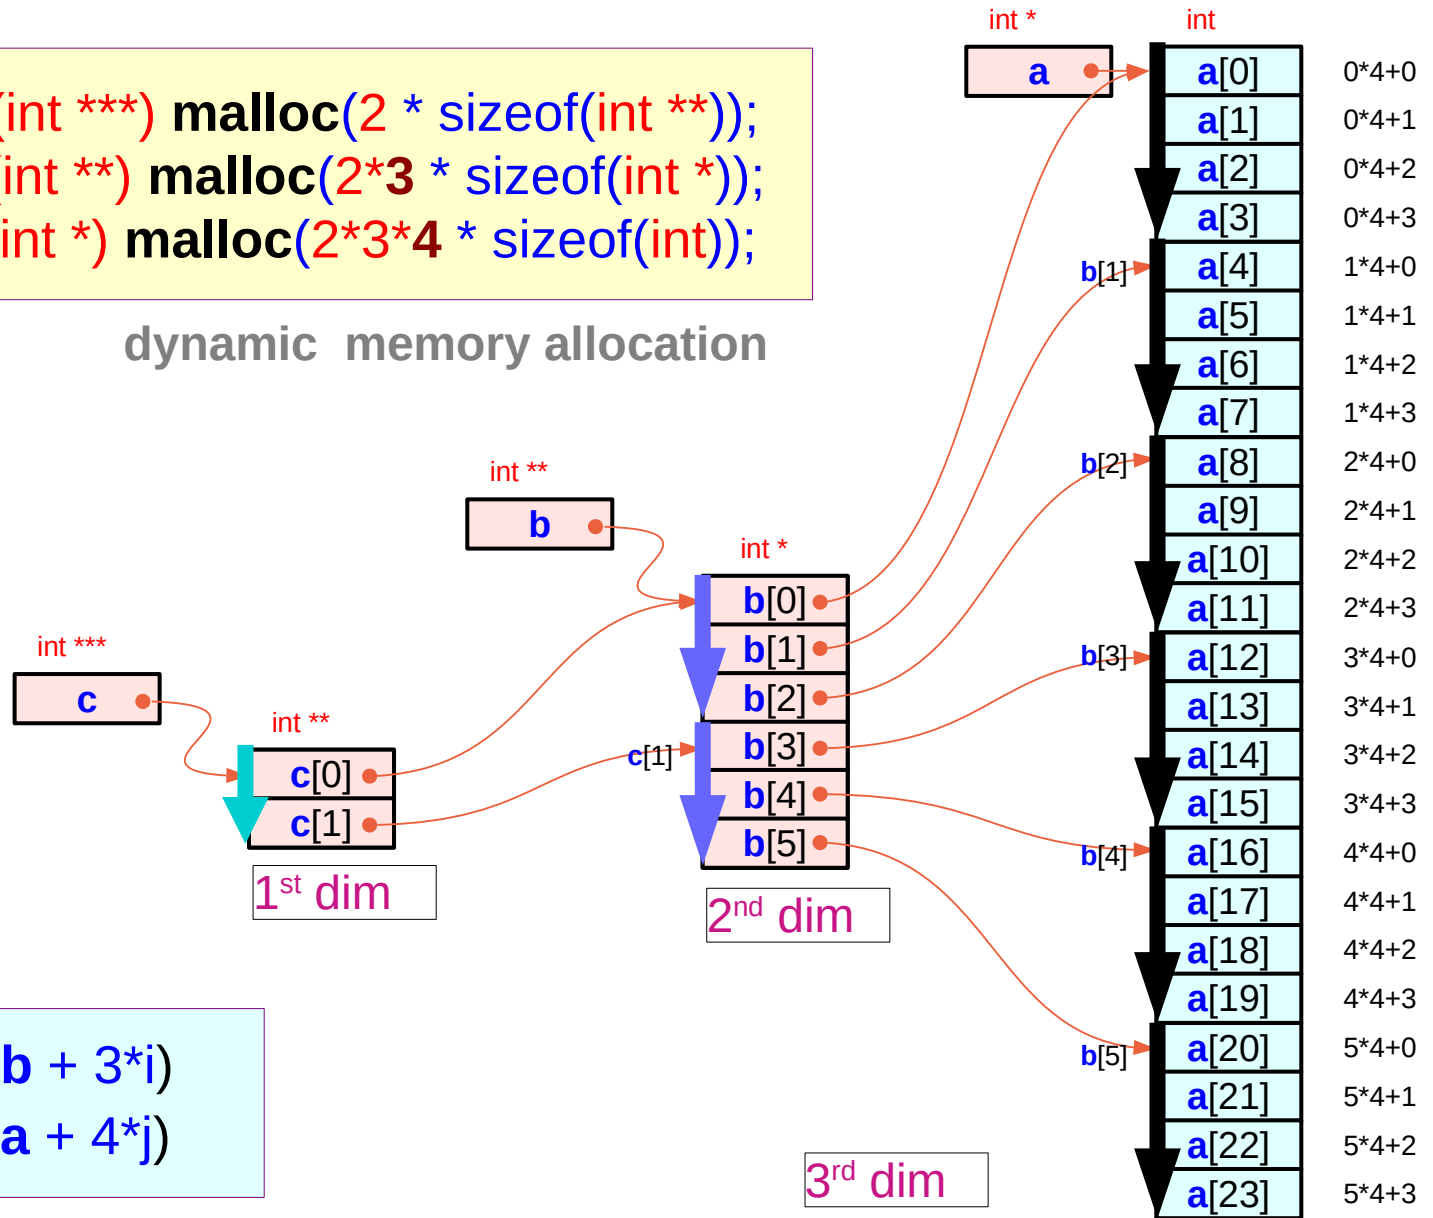 int *
int
a
(int ***) malloc(2 * sizeof(int **));
(int **) malloc(2*3 * sizeof(int *));
int *) malloc(2*3*4 * sizeof(int));
dynamic memory allocation
int **
b
int *
b[0]
b[1]
b[2]
b[3]
b[4]
b[5]
2nd dim
int ***
c
int **
c[0]
c[1]
1st dim
c[1]
b[1]
b[2]
b[3]
b[4]
b[5]
a[0] 0*4+0
a[1] 0*4+1
a[2] 0*4+2
a[3] 0*4+3
a[4] 1*4+0
a[5] 1*4+1
a[6] 1*4+2
a[7] 1*4+3
a[8] 2*4+0
a[9] 2*4+1
a[10] 2*4+2
a[11] 2*4+3
a[12] 3*4+0
a[13] 3*4+1
a[14] 3*4+2
a[15] 3*4+3
a[16] 4*4+0
a[17] 4*4+1
a[18] 4*4+2
a[19] 4*4+3
a[20] 5*4+0
a[21] 5*4+1
a[22] 5*4+2
a[23] 5*4+3
3rd dim
b + 3*i)
a + 4*j)